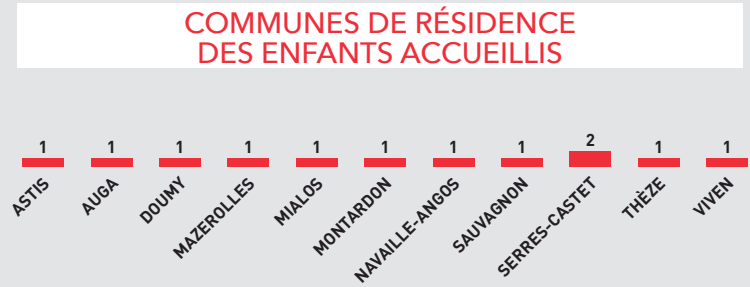 COMMUNES DE RÉSIDENCE
DES ENFANTS ACCUEILLIS
1 1 1 1 1 1 1 1 2 1 1
ASTIS
AUGA
DOUMY
MAZEROLLES
MIALOS
MONTARDON
NAVAILLE-ANGOS
SAUVAGNON
SERRES-CASTET
THÈZE
VIVEN